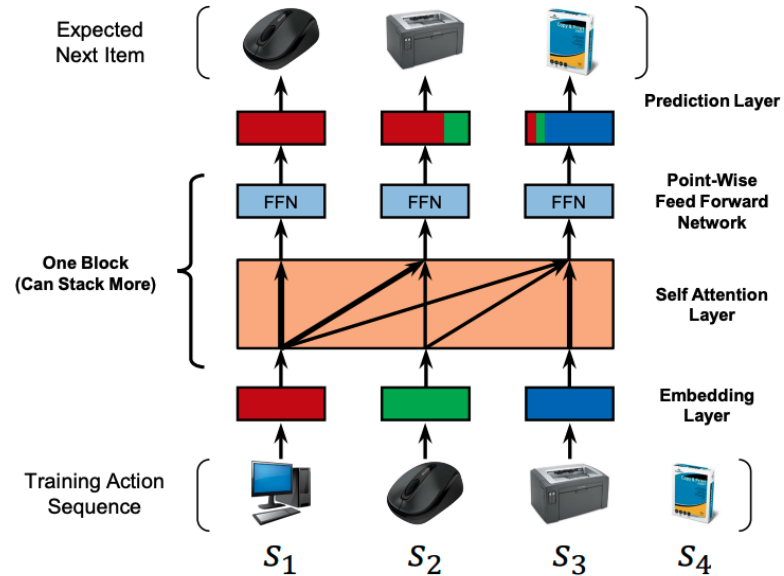 Expected
Next Item
Prediction Layer
FFN
FFN
FFN
Point-Wise
Feed Forward
Network
One Block
(Can Stack More)
Self Attention
Layer
Embedding
Layer
Training Action
Sequence
S1
S2
S3
S4